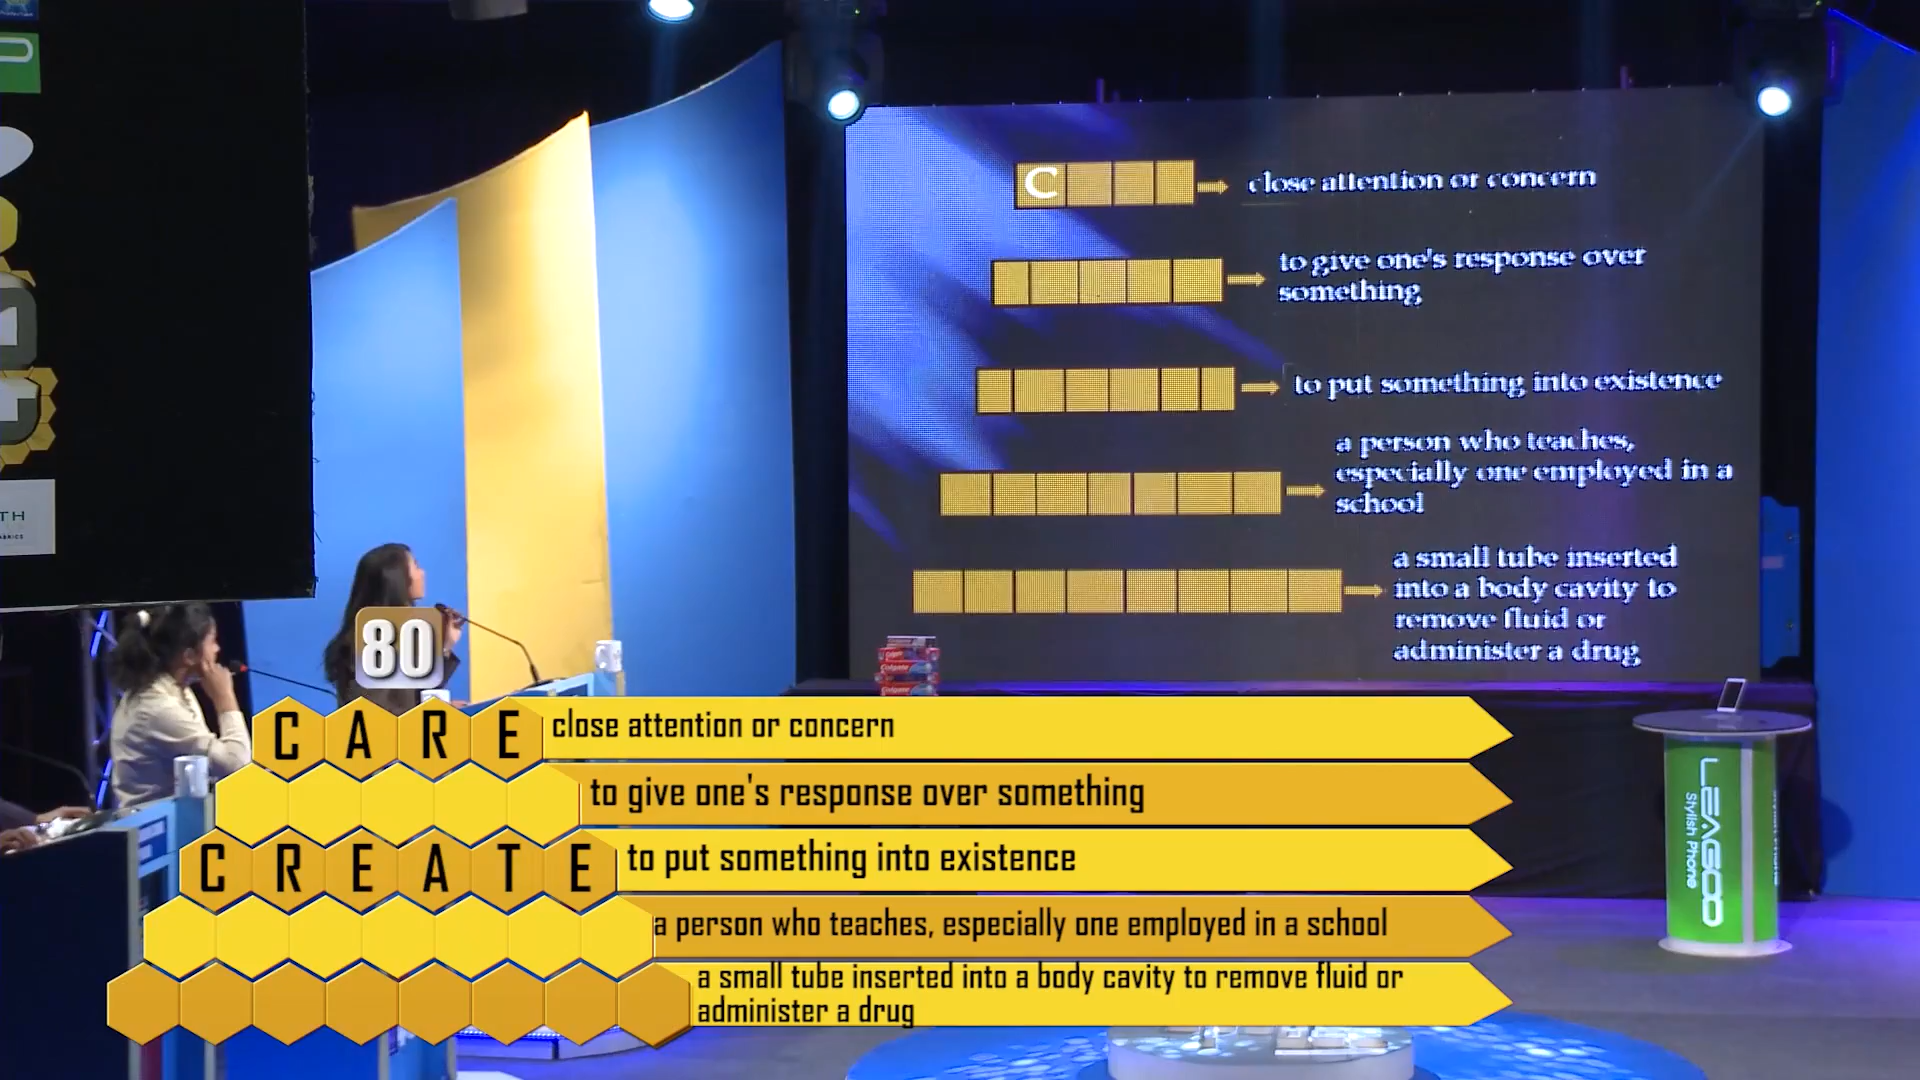 C
close attention or concern
to give one's response over
something
to put something into existence
a person who teaches,
especially one employed in a
school
a small tube inserted
into a body cavity to
remove fluid or
administer a drug
TH
80
Colgate
Colgate
CARE close attention or concern
to give one's response over something
CREATE to put something into existence
a person who teaches, especially one employed in a school
a small tube inserted into a body cavity to remove fluid or
administer a drug
LEAGOO
Stylish Phone